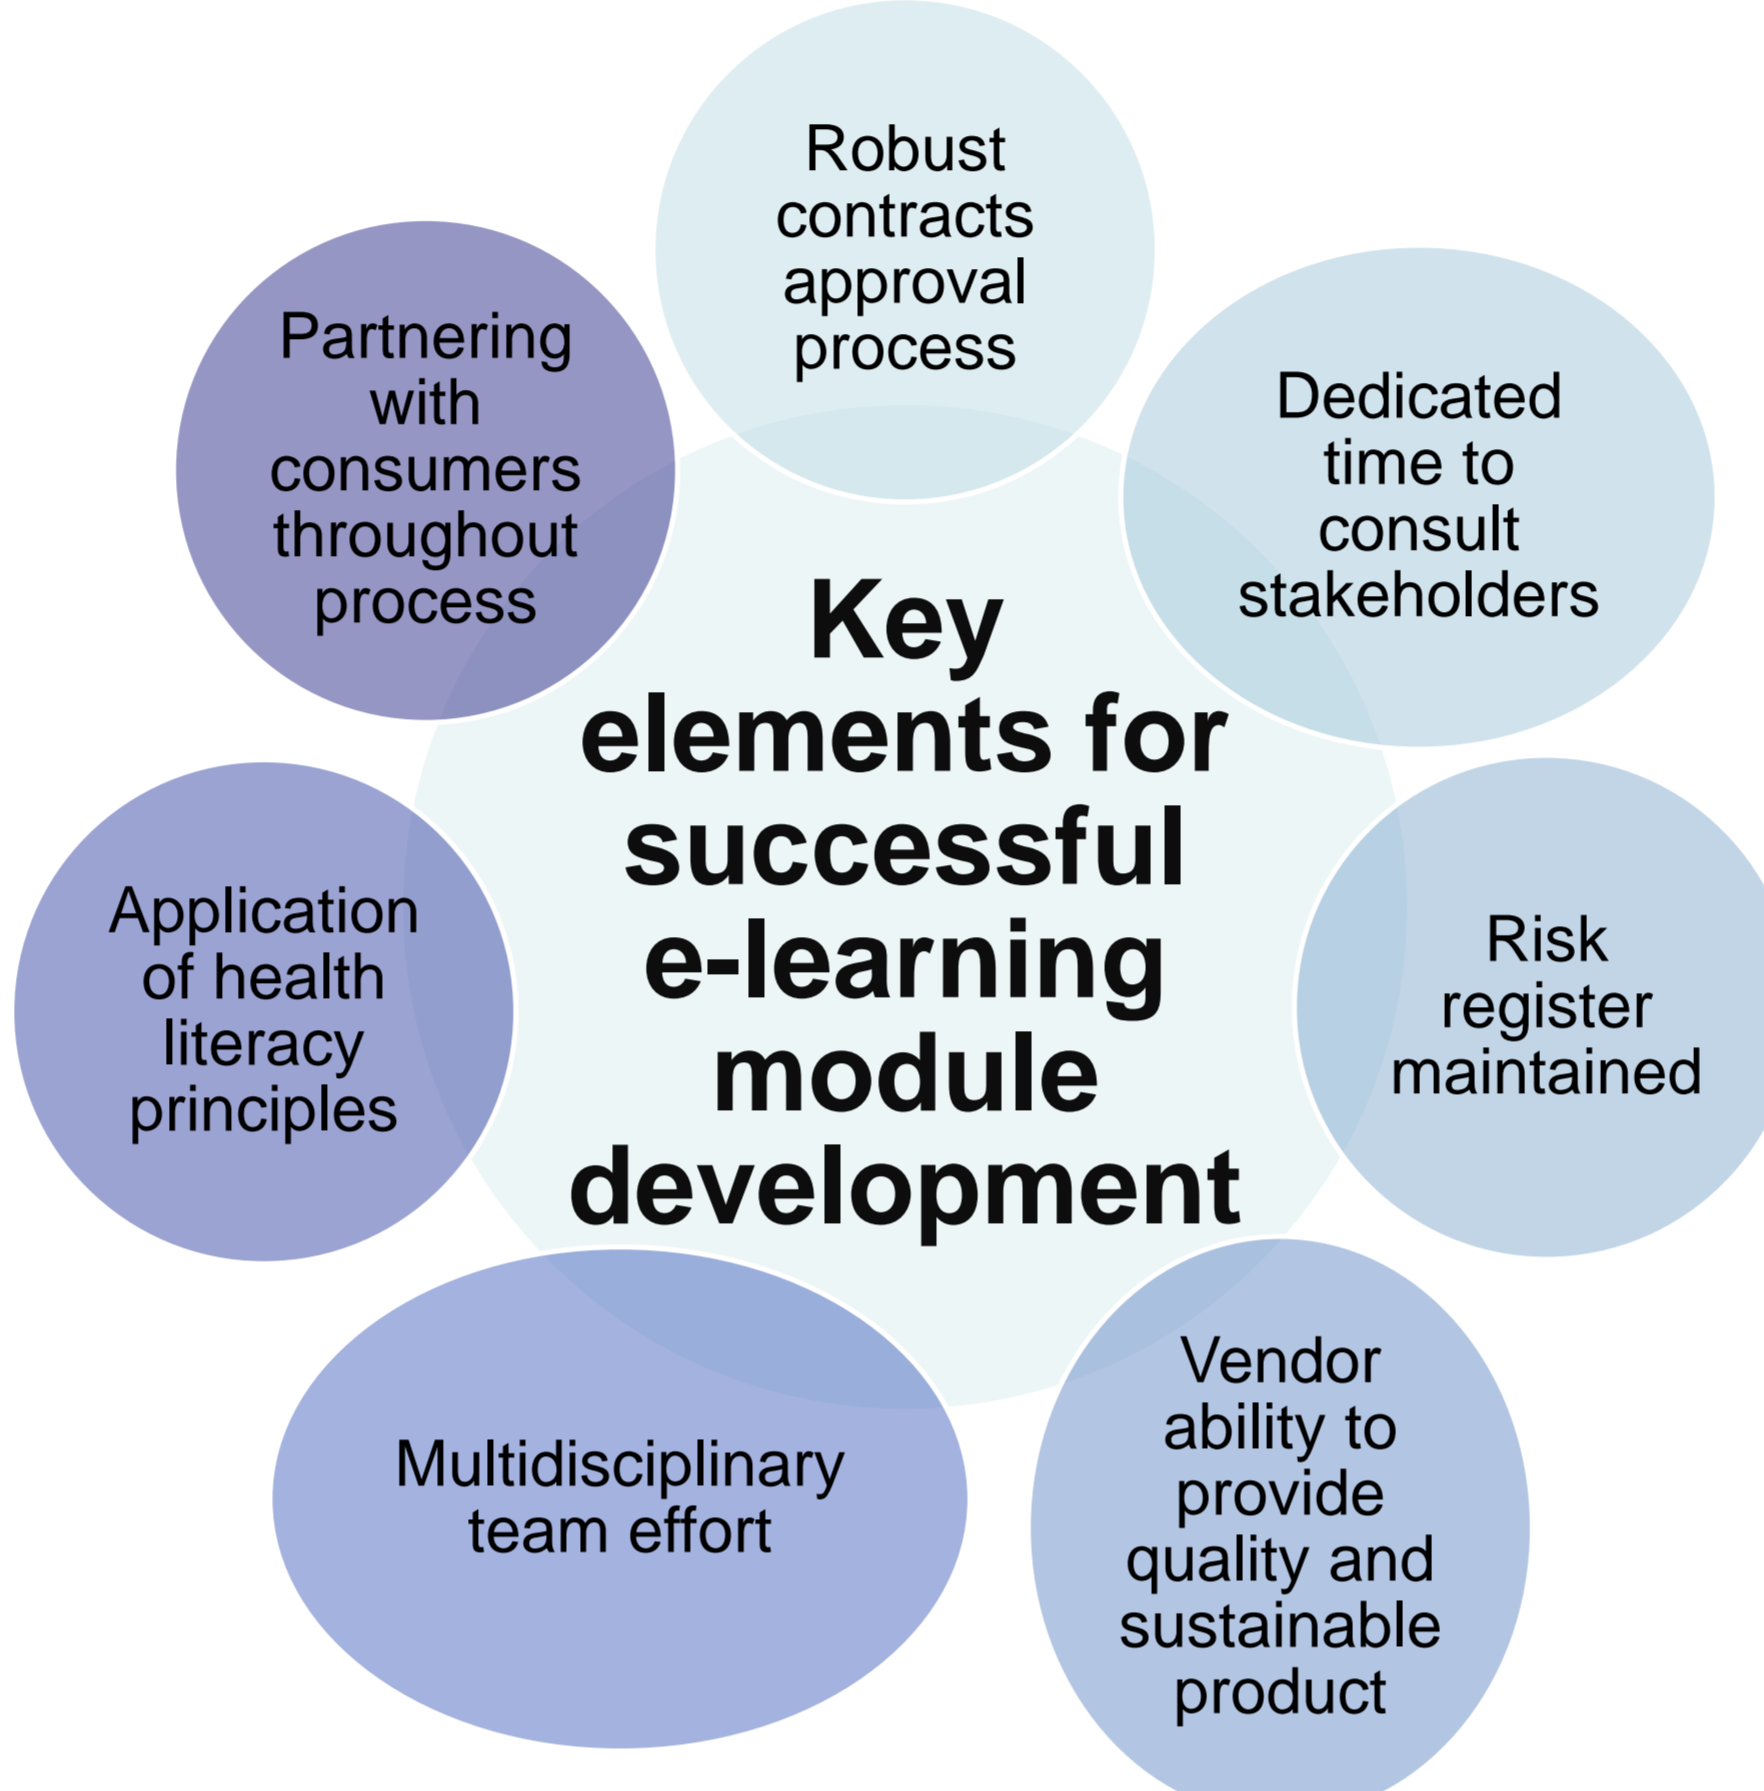 Robust
contracts
approval
process
Dedicated
time to
consult
stakeholders
Risk
register
maintained
Vendor
ability to
provide
quality and
sustainable
product
Multidisciplinary
team effort
Application
of health
literacy
principles
Partnering
with
consumers
throughout
process
Key
elements for
successful
e-learning
module
development